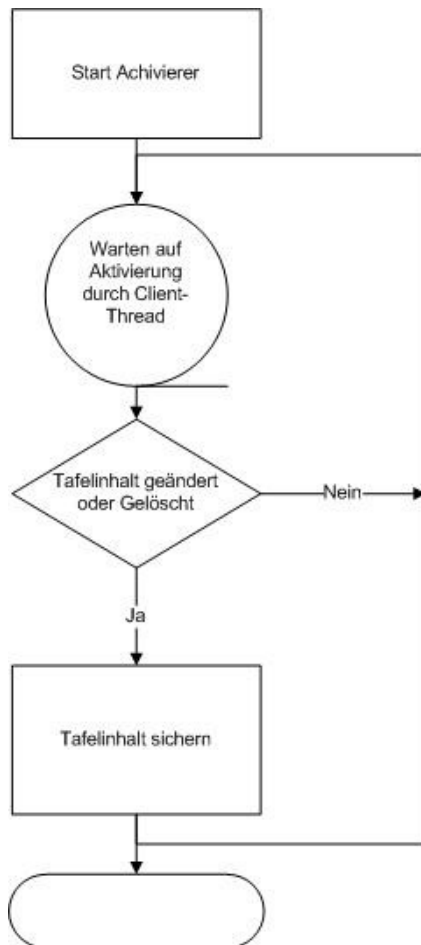 Start Achivierer
Warten auf
Aktivierung
durch Client-
Thread
Tafelinhalt geändert
oder Gelöscht
Nein
Ja
Tafelinhalt sichern